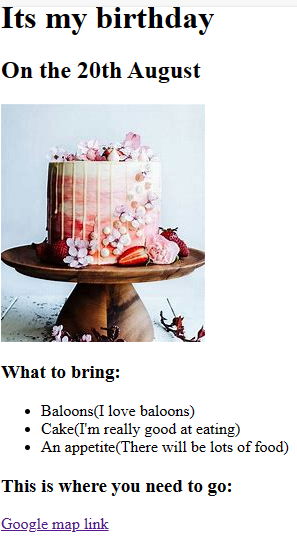 Its my birthday
On the 20th August
What to bring:
Baloons(I love baloons)
Cake(I'm really good at eating)
An appetite(There will be lots of food)
This is where you need to go:
Google map link